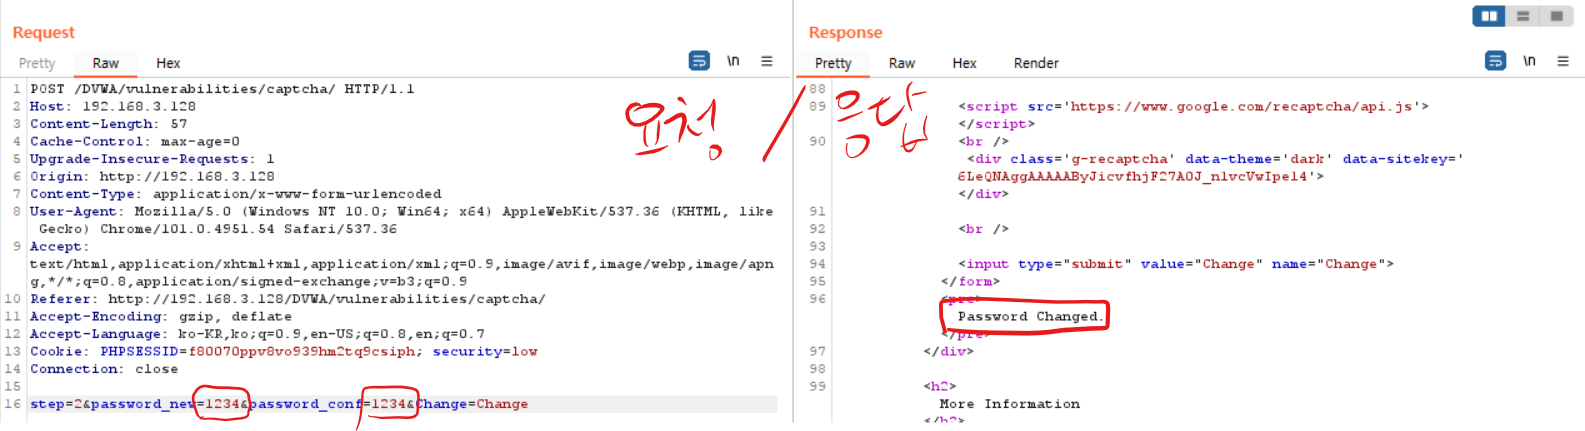 Request
Pretty Raw Hex \n
1 POST /DVWA/vulnerabilities/captcha/ HTTP/1.1
2 Host: 192.168.3.128
3 Content-Length: 57
4 Cache-Control: max-age=0
5 Upgrade-Insecure-Requests: 1
6 Origin: http://192.168.3.128
7 Content-Type: application/x-www-form-urlencoded
8 User-Agent: Mozilla/5.0 (Windows NT 10.0; Win64; x64) AppleWebKit/537.36 (KHTML, like
Gecko) Chrome/101.0.4951.54 Safari/537.36
9 Accept:
text/html,application/xhtml+xml,application/xml;q=0.9,image/avif,image/webp,image/apn
g,*/*;q=0.8,application/signed-exchange;v=b3;q=0.9
10 Referer: http://192.168.3.128/DVWA/vulnerabilities/captcha/
11 Accept-Encoding: gzip, deflate
12 Accept-Language: ko-KR,ko;q=0.9,en-US;q=0.8,en;q=0.7
13 Cookie: PHPSESSID=f80070ppv8vo939hm2tq9csiph; security=low
14 Connection: close
15
16 step=2&password_new=1234&password_conf=1234&Change=Change
요청 / 응답
Response
Pretty Raw Hex Render \n
88
89 <script src='https://www.google.com/recaptcha/api.js'>
</script>
90 <br />
<div class='g-recaptcha' data-theme='dark' data-sitekey='
6LeQNAggAAAAAByJicvfhjF27AOJ_nlvcVwIpel4'>
</div>
91
92 <br />
93
94 <input type="submit" value="Change" name="Change">
95 </form>
96 <pre>
Password Changed.
</pre>
97 </div>
98
99 <h2>
More Information
</h2>